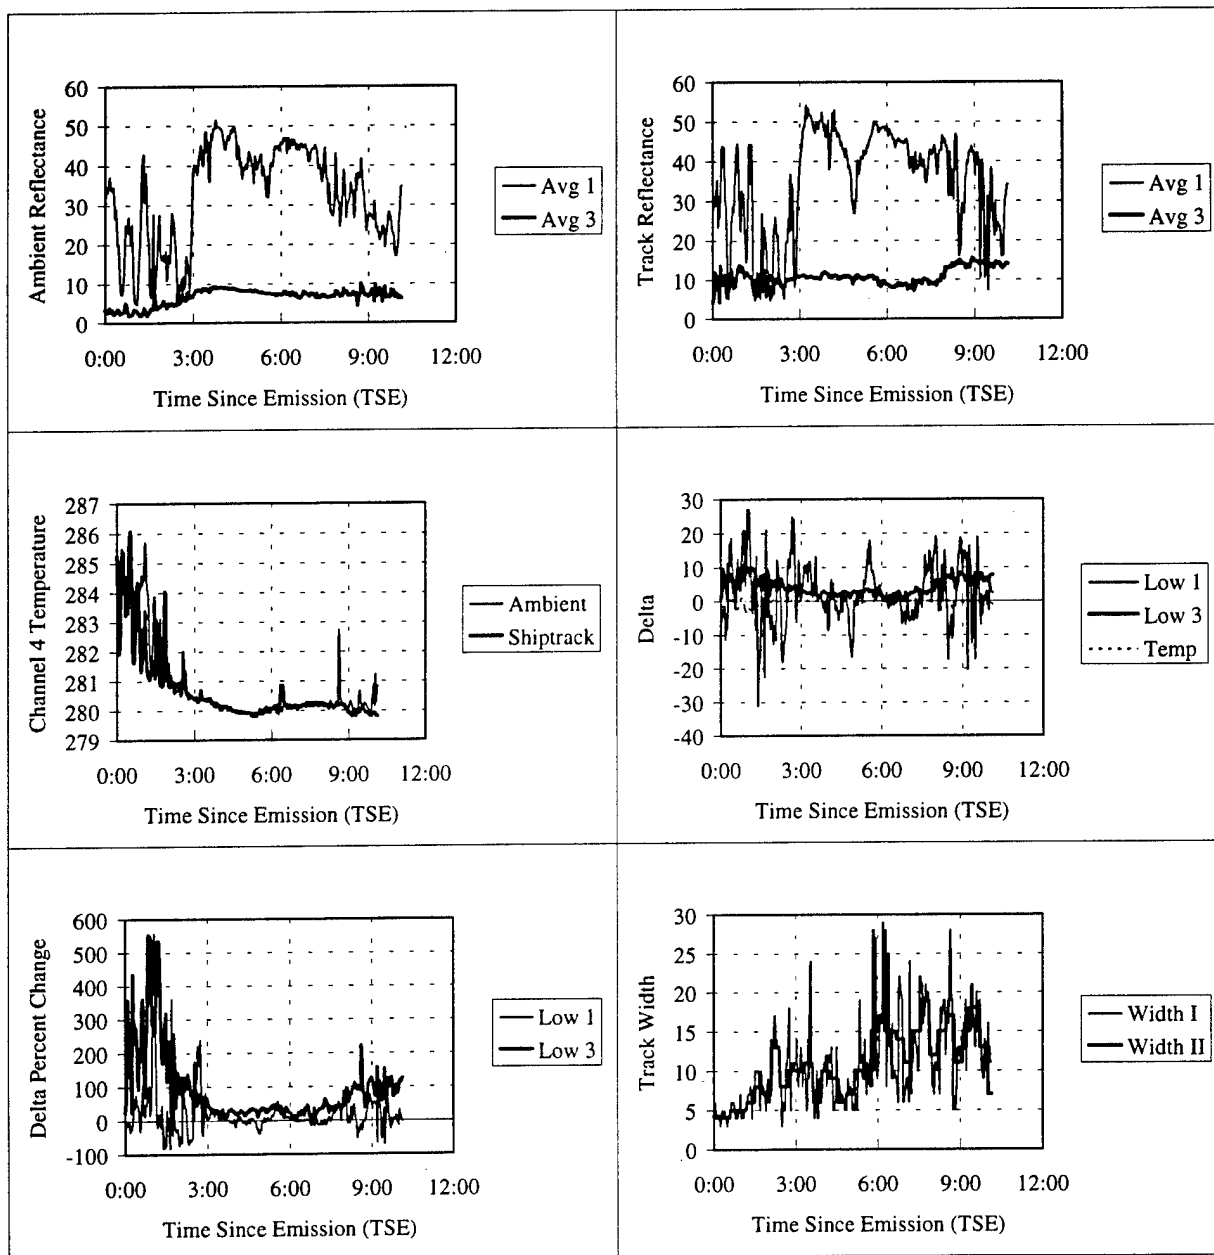 60
50
40
30
20
10
0
Ambient Reflectance
0:00 3:00 6:00 9:00 12:00
Time Since Emission (TSE)
Avg 1
Avg 3
60
50
40
30
20
10
0
Track Reflectance
0:00 3:00 6:00 9:00 12:00
Time Since Emission (TSE)
Avg 1
Avg 3
287
286
285
284
283
282
281
280
279
Channel 4 Temperature
0:00 3:00 6:00 9:00 12:00
Time Since Emission (TSE)
Ambient
Shiptrack
30
20
10
0
-10
-20
-30
-40
Delta
0:00 3:00 6:00 9:00 12:00
Time Since Emission (TSE)
Low 1
Low 3
Temp
600
500
400
300
200
100
0
-100
Delta Percent Change
0:00 3:00 6:00 9:00 12:00
Time Since Emission (TSE)
Low 1
Low 3
30
25
20
15
10
5
0
Track Width
0:00 3:00 6:00 9:00 12:00
Time Since Emission (TSE)
Width I
Width II